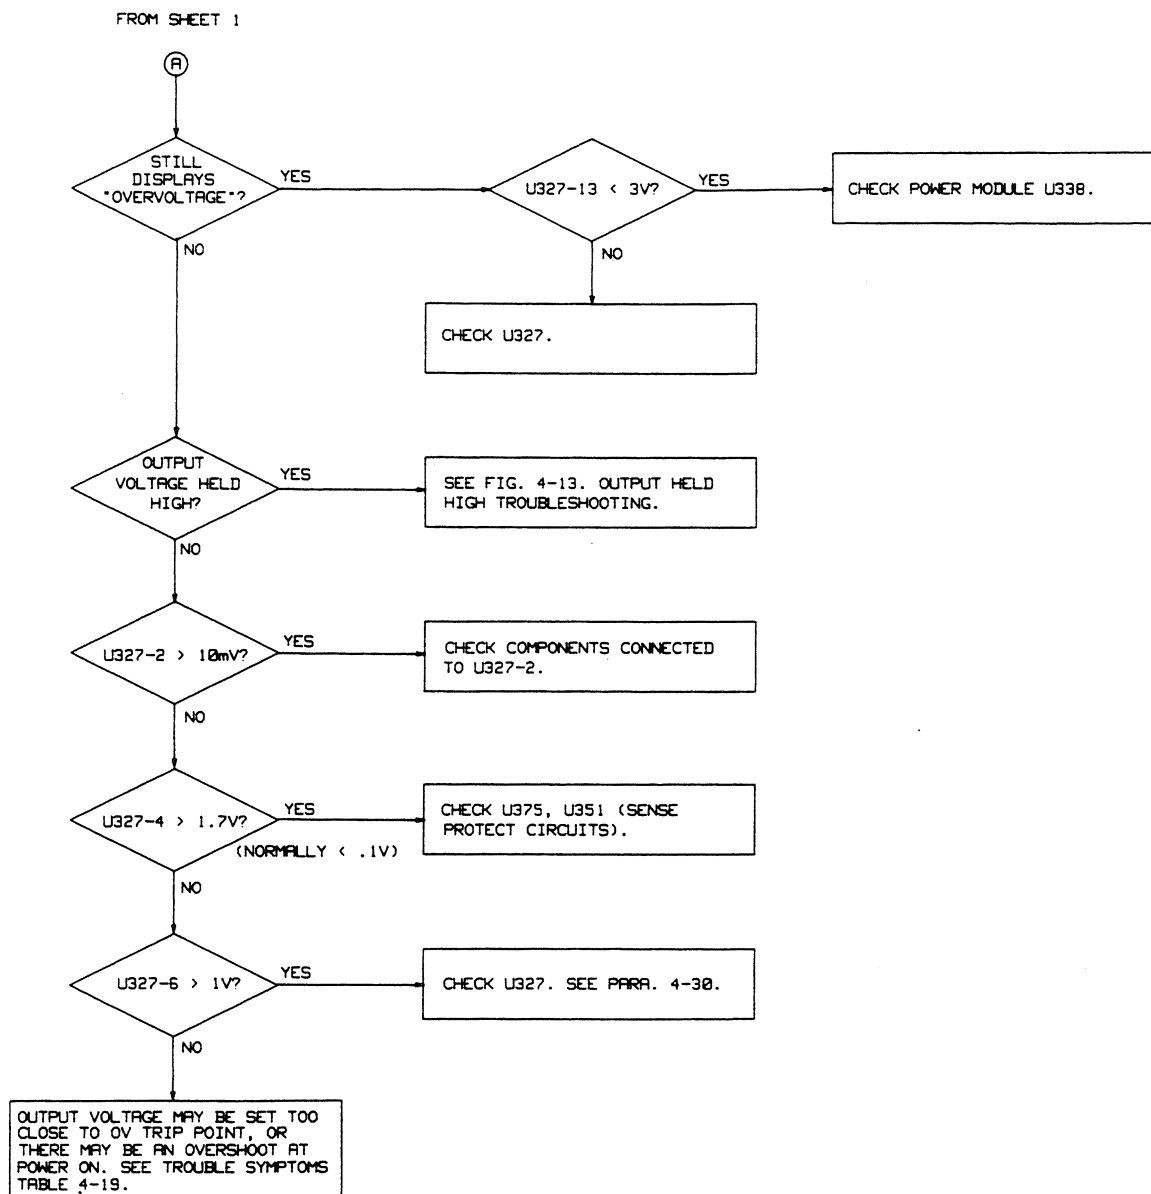 FROM SHEET 1
A
STILL
DISPLAYS
"OVERVOLTAGE"?
YES
U327-13 < 3V?
YES
CHECK POWER MODULE U338.
NO
NO
CHECK U327.
OUTPUT
VOLTAGE HELD
HIGH?
YES
SEE FIG. 4-13. OUTPUT HELD
HIGH TROUBLESHOOTING.
NO
U327-2 > 10mV?
YES
CHECK COMPONENTS CONNECTED
TO U327-2.
NO
U327-4 > 1.7V?
YES
(NORMALLY < .1V)
CHECK U375, U351 (SENSE
PROTECT CIRCUITS).
NO
U327-6 > 1V?
YES
CHECK U327. SEE PARA. 4-30.
NO
OUTPUT VOLTAGE MAY BE SET TOO
CLOSE TO OV TRIP POINT, OR
THERE MAY BE AN OVERSHOOT AT
POWER ON. SEE TROUBLE SYMPTOMS
TABLE 4-19.